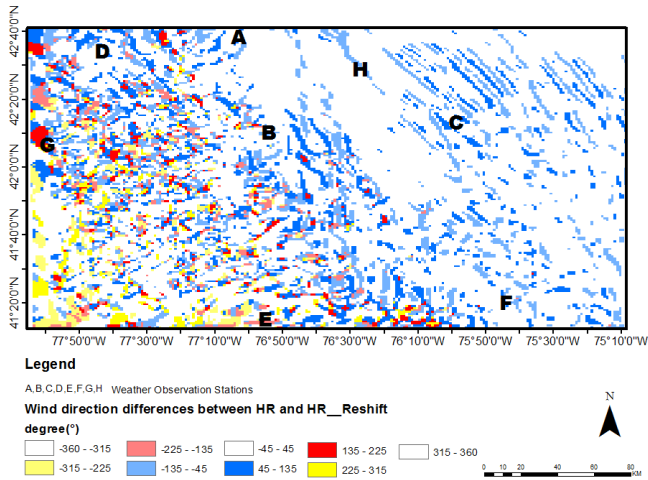 42°40'0"N
42°20'0"N
42°0'0"N
41°40'0"N
41°20'0"N
A
D
H
C
B
G
F
E
77°50'0"W 77°30'0"W 77°10'0"W 76°50'0"W 76°30'0"W 76°10'0"W 75°50'0"W 75°30'0"W 75°10'0"W
Legend
A,B,C,D,E,F,G,H Weather Observation Stations
Wind direction differences between HR and HR__Reshift
degree(°)
-360 - -315 -225 - -135 -45 - 45 135 - 225 315 - 360
-315 - -225 -135 - -45 45 - 135 225 - 315
N
0 10 20 40 60 80
KM